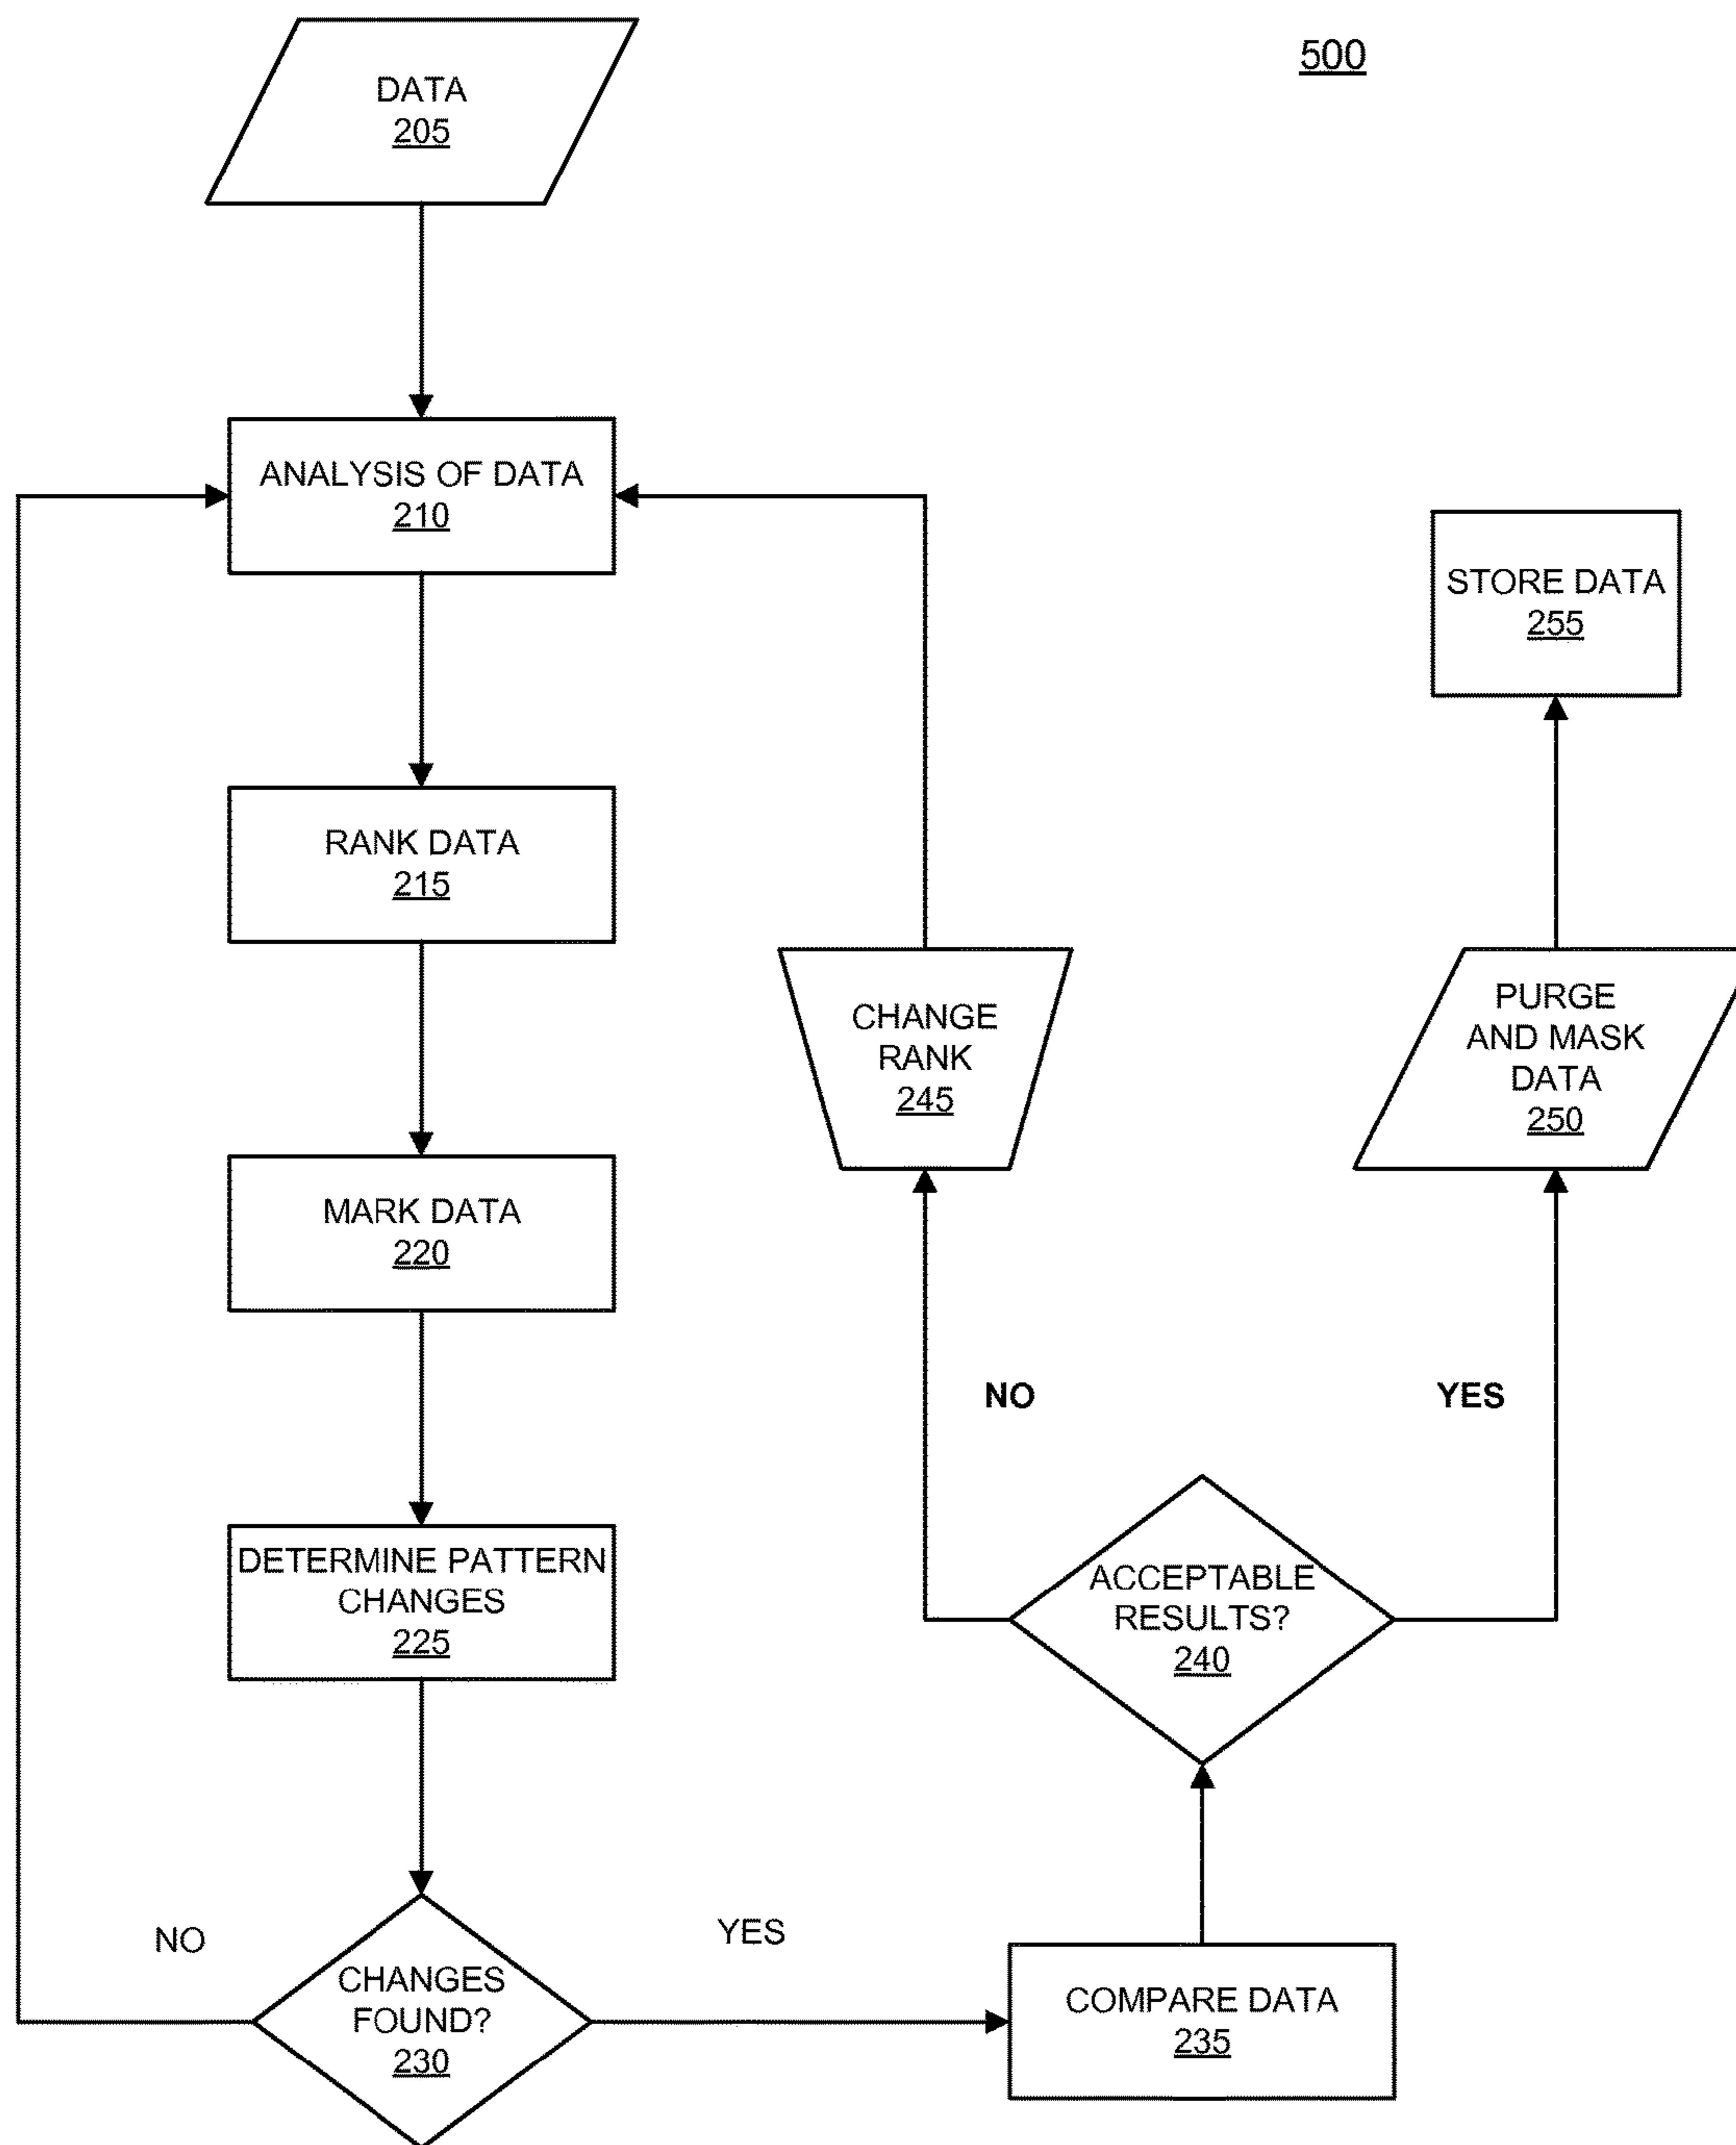 500
DATA
205
ANALYSIS OF DATA
210
STORE DATA
255
RANK DATA
215
CHANGE
RANK
245
PURGE
AND MASK
DATA
250
MARK DATA
220
NO
YES
DETERMINE PATTERN
CHANGES
225
ACCEPTABLE
RESULTS?
240
NO
YES
CHANGES
FOUND?
230
COMPARE DATA
235